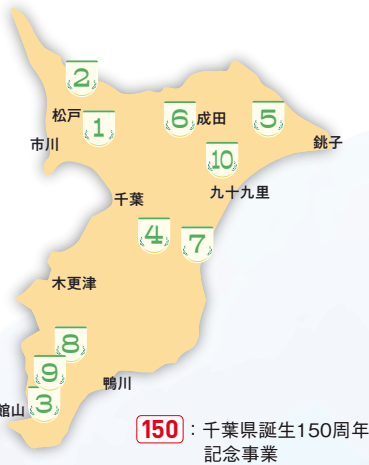 2
松戸
1
6
成田
5
市川
銚子
10
千葉
九十九里
4
7
木更津
8
9
鴨川
3
館山
150：千葉県誕生150周年
記念事業